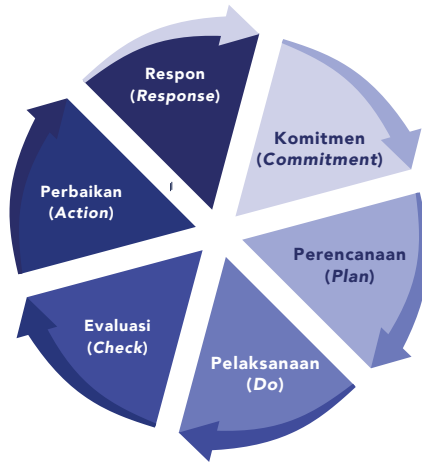 Respon
(Response)
Komitmen
(Commitment)
Perencanaan
(Plan)
Pelaksanaan
(Do)
Evaluasi
(Check)
Perbaikan
(Action)